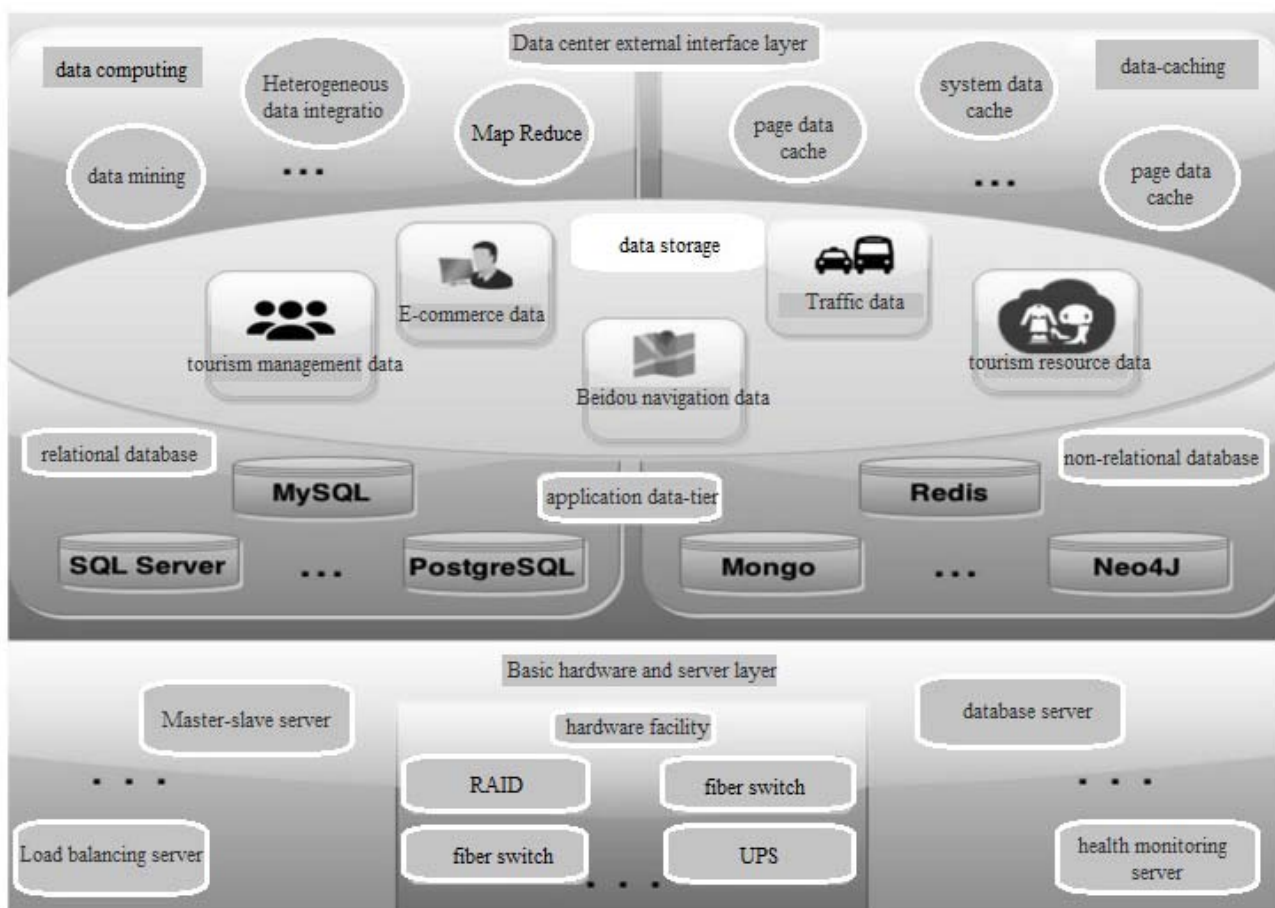 Data center external interface layer
data computing
Heterogeneous
data integratio
Map Reduce
data mining
...
system data
cache
data-caching
page data
cache
...
page data
cache
data storage
E-commerce data
Traffic data
tourism management data
Beidou navigation data
tourism resource data
relational database
non-relational database
MySQL
application data-tier
Redis
SQL Server
...
PostgreSQL
Mongo
...
Neo4J
Basic hardware and server layer
Master-slave server
hardware facility
database server
...
RAID
fiber switch
...
Load balancing server
fiber switch
UPS
...
health monitoring
server